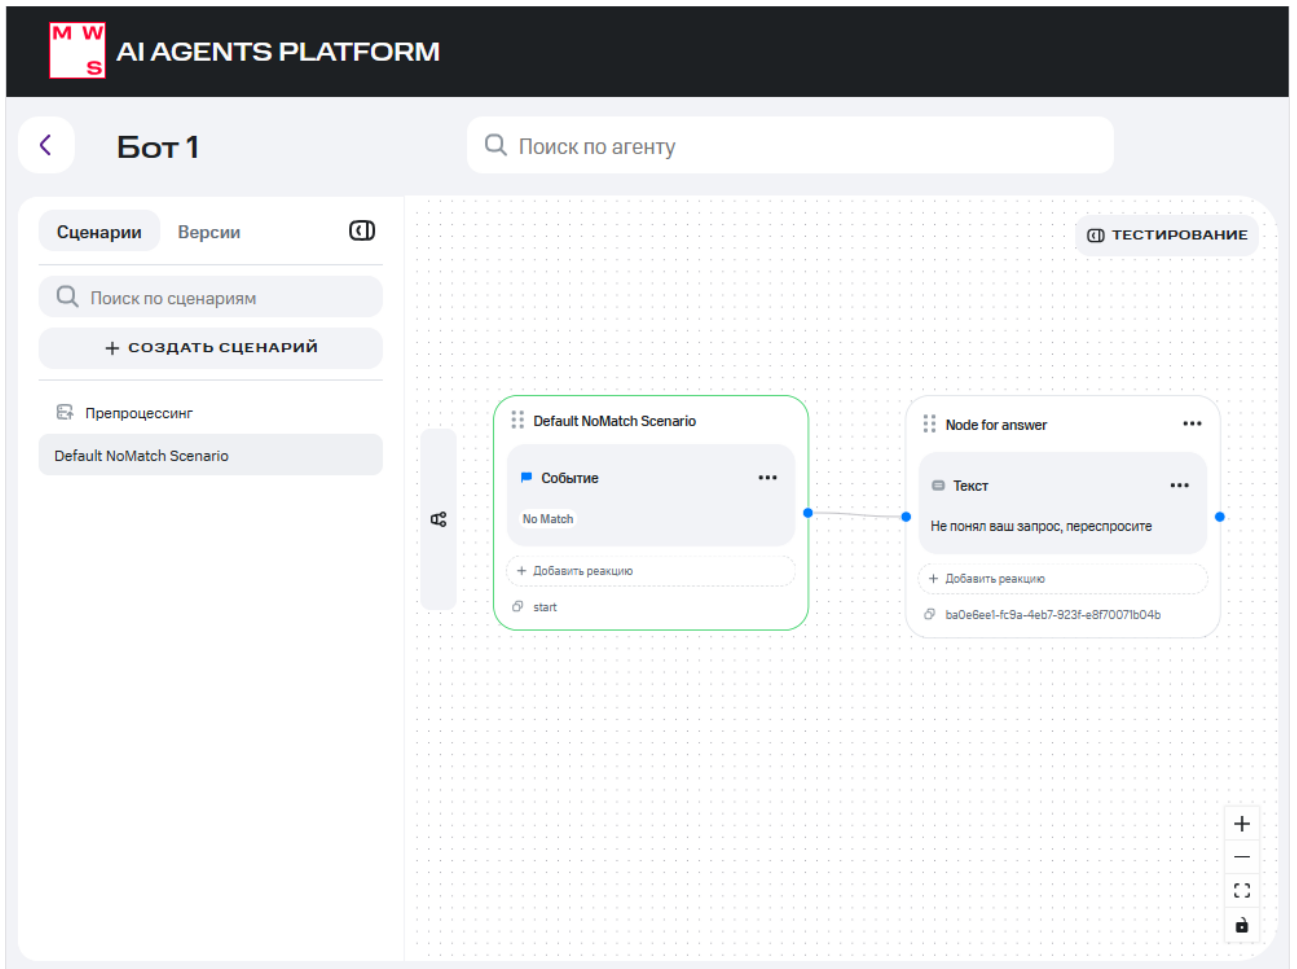 M W
S
AI AGENTS PLATFORM
Бот 1
Поиск по агенту
Сценарии
Версии
ТЕСТИРОВАНИЕ
Поиск по сценариям
+ СОЗДАТЬ СЦЕНАРИЙ
Препроцессинг
Default NoMatch Scenario
Default NoMatch Scenario
Событие
No Match
+ Добавить реакцию
start
Node for answer
Текст
Не понял ваш запрос, переспросите
+ Добавить реакцию
ba0e6ee1-fc9a-4eb7-923f-e8f70071b04b